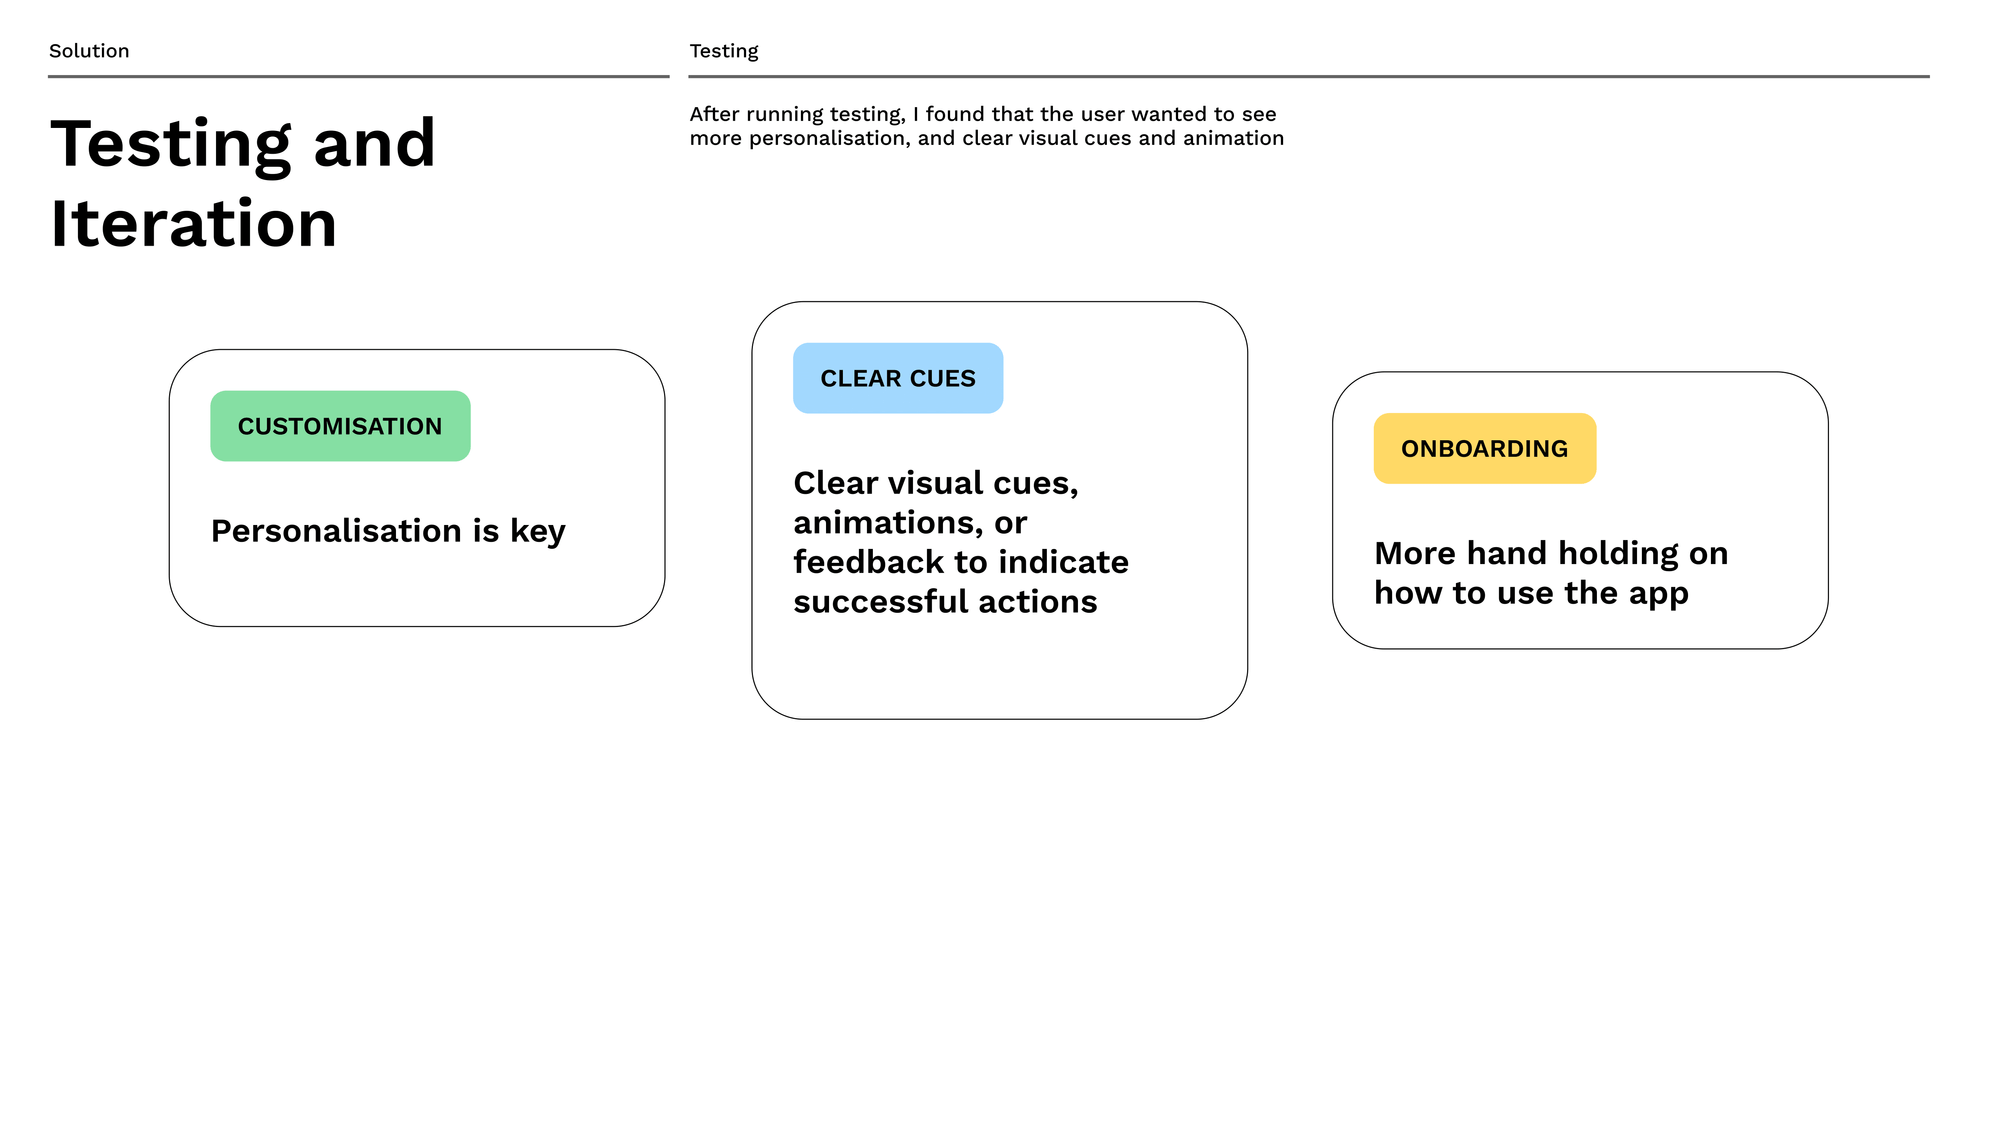 Solution
Testing
Testing and
Iteration
After running testing, I found that the user wanted to see
more personalisation, and clear visual cues and animation
CUSTOMISATION
Personalisation is key
CLEAR CUES
Clear visual cues,
animations, or
feedback to indicate
successful actions
ONBOARDING
More hand holding on
how to use the app